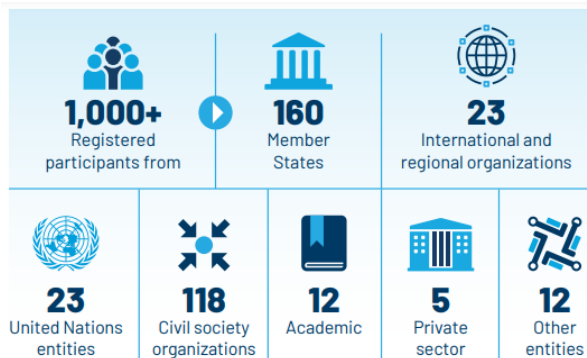 1,000+
Registered
participants from
160
Member
States
23
International and
regional organizations
23
United Nations
entities
118
Civil society
organizations
12
Academic
5
Private
sector
12
Other
entities